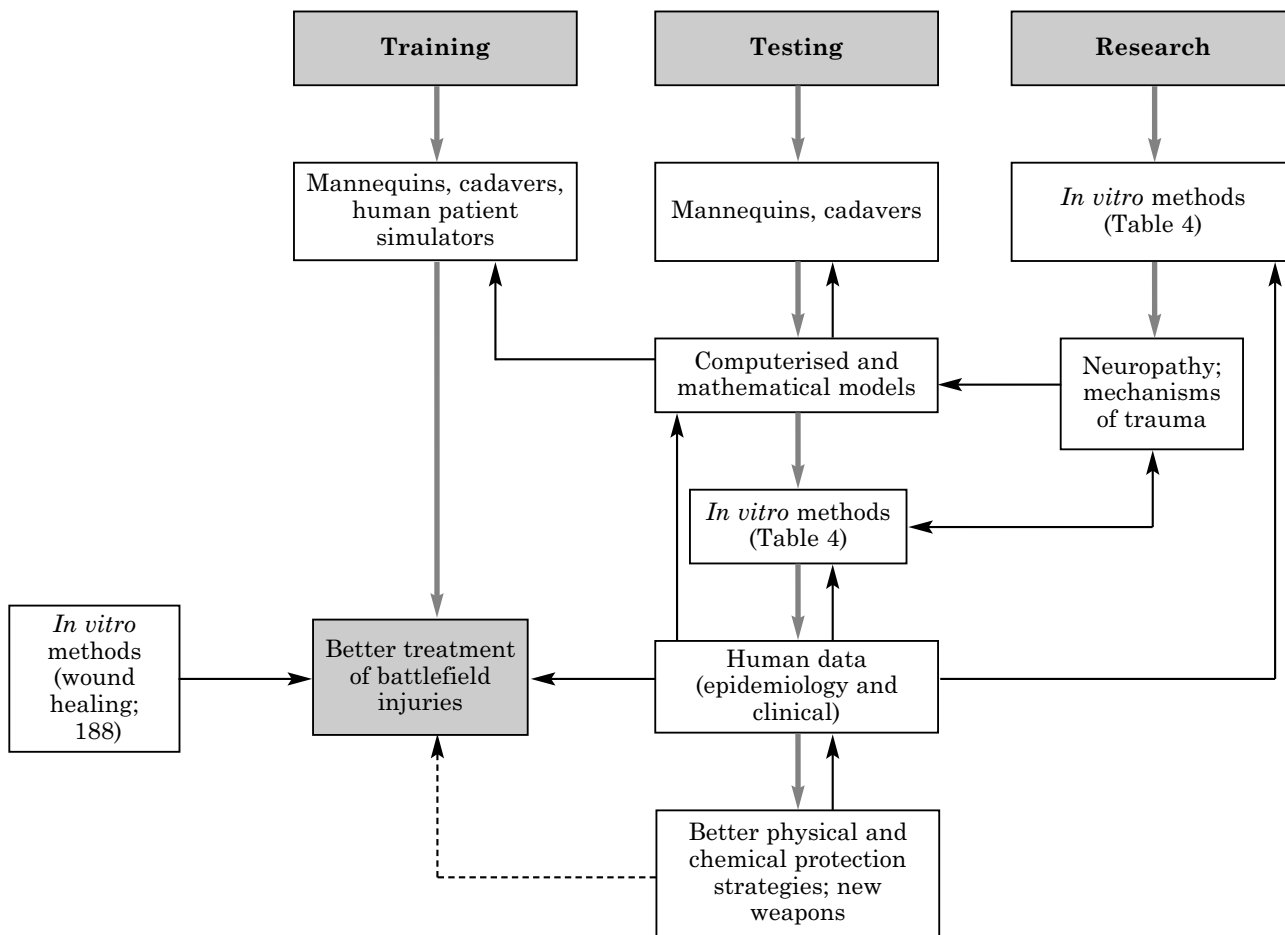 Training
Testing
Research
Mannequins, cadavers,
human patient
simulators
Mannequins, cadavers
In vitro methods
(Table 4)
Computerised and
mathematical models
Neuropathy;
mechanisms
of trauma
In vitro methods
(Table 4)
In vitro
methods
(wound
healing;
188)
Better treatment
of battlefield
injuries
Human data
(epidemiology and
clinical)
Better physical and
chemical protection
strategies; new
weapons